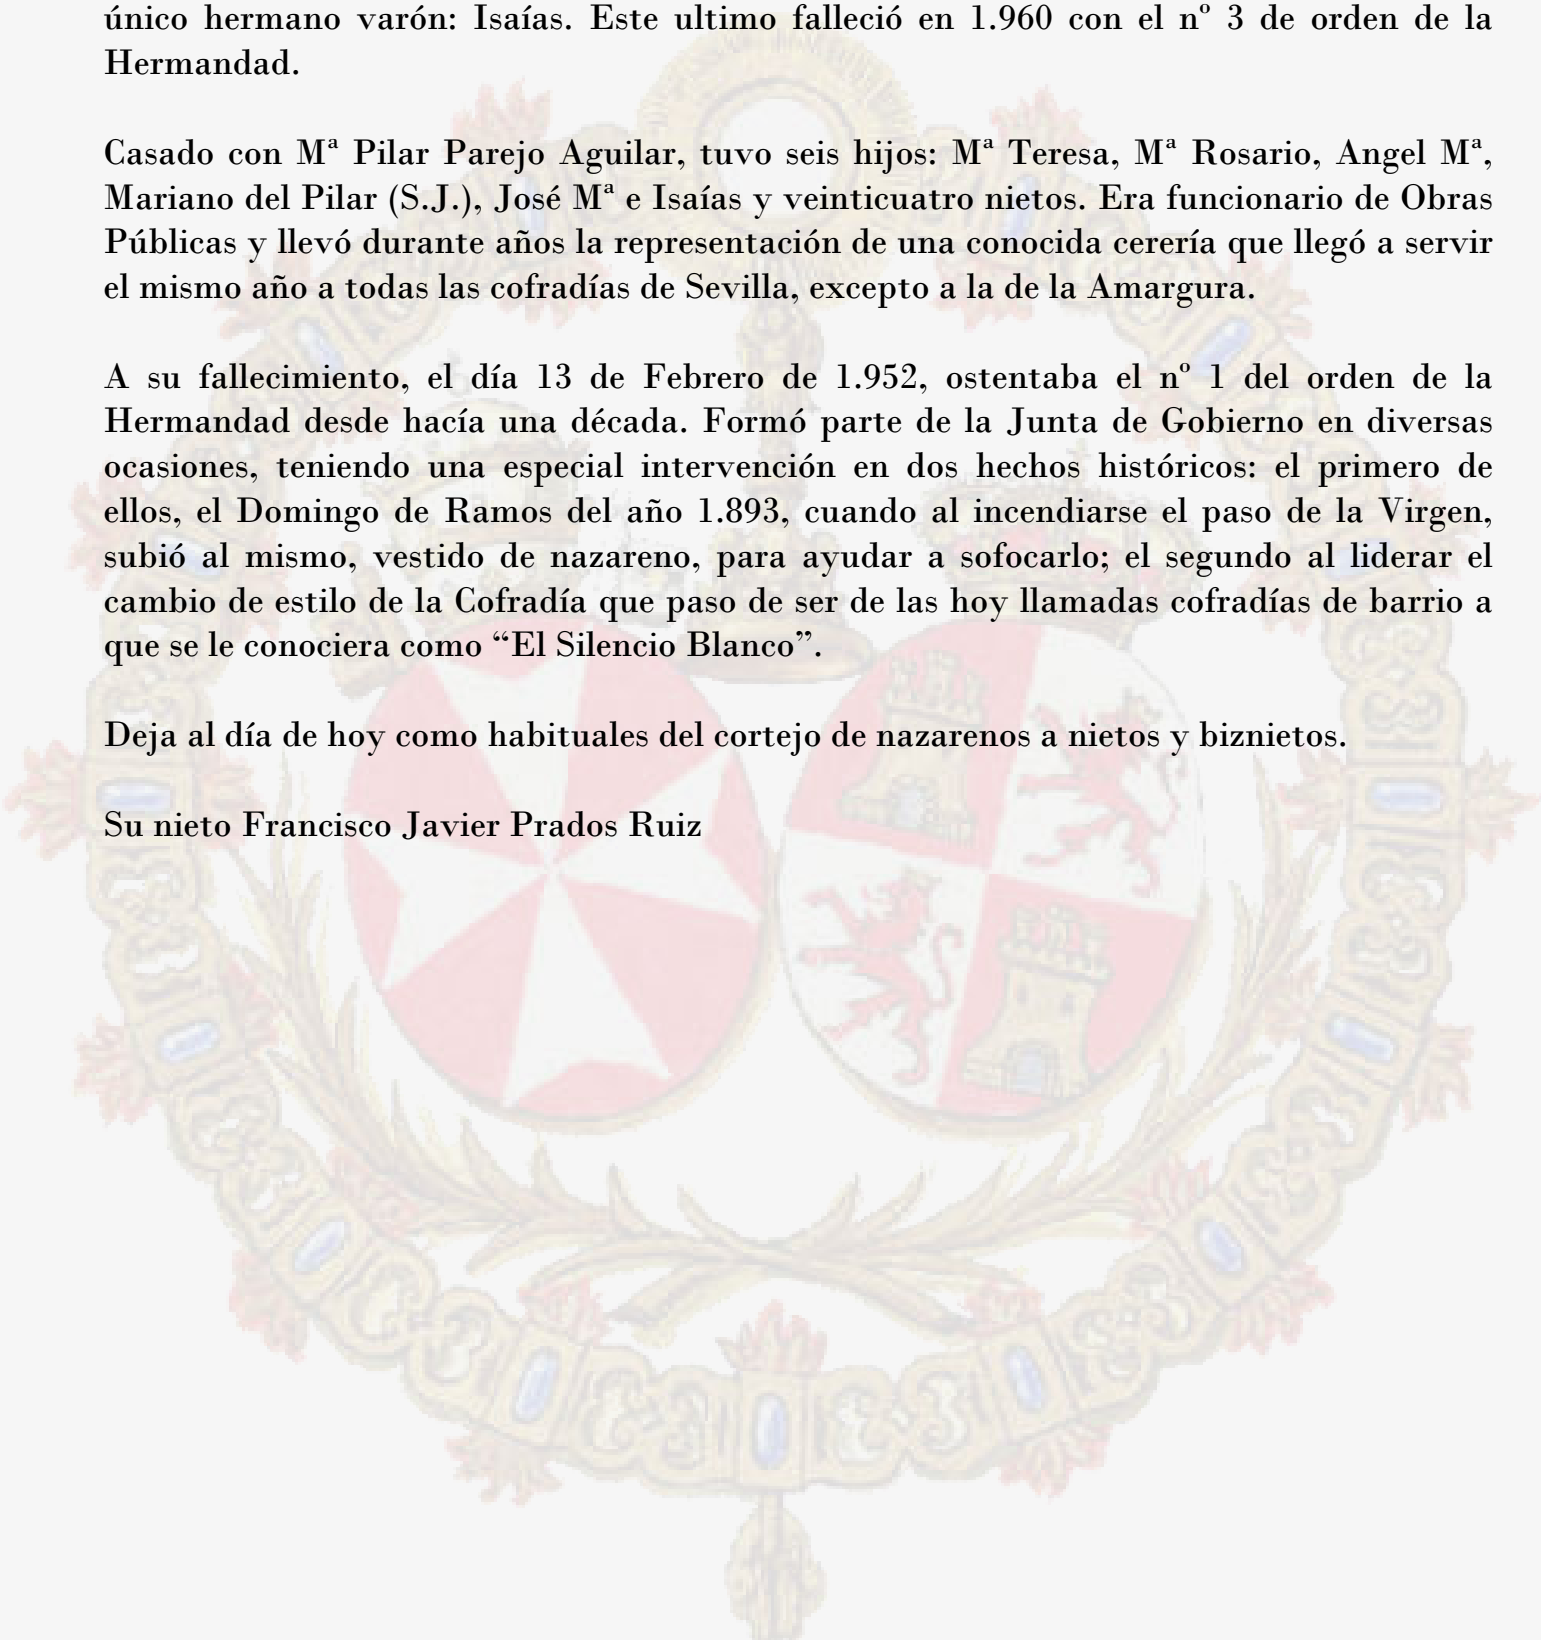 único hermano varón: Isaías. Este ultimo falleció en 1.960 con el nº 3 de orden de la
Hermandad.
Casado con Mª Pilar Parejo Aguilar, tuvo seis hijos: Mª Teresa, Mª Rosario, Angel Mª,
Mariano del Pilar (S.J.), José Mª e Isaías y veinticuatro nietos. Era funcionario de Obras
Públicas y llevó durante años la representación de una conocida cerería que llegó a servir
el mismo año a todas las cofradías de Sevilla, excepto a la de la Amargura.
A su fallecimiento, el día 13 de Febrero de 1.952, ostentaba el nº 1 del orden de la
Hermandad desde hacía una década. Formó parte de la Junta de Gobierno en diversas
ocasiones, teniendo una especial intervención en dos hechos históricos: el primero de
ellos, el Domingo de Ramos del año 1.893, cuando al incendiarse el paso de la Virgen,
subió al mismo, vestido de nazareno, para ayudar a sofocarlo; el segundo al liderar el
cambio de estilo de la Cofradía que paso de ser de las hoy llamadas cofradías de barrio a
que se le conociera como “El Silencio Blanco”.
Deja al día de hoy como habituales del cortejo de nazarenos a nietos y biznietos.
Su nieto Francisco Javier Prados Ruiz